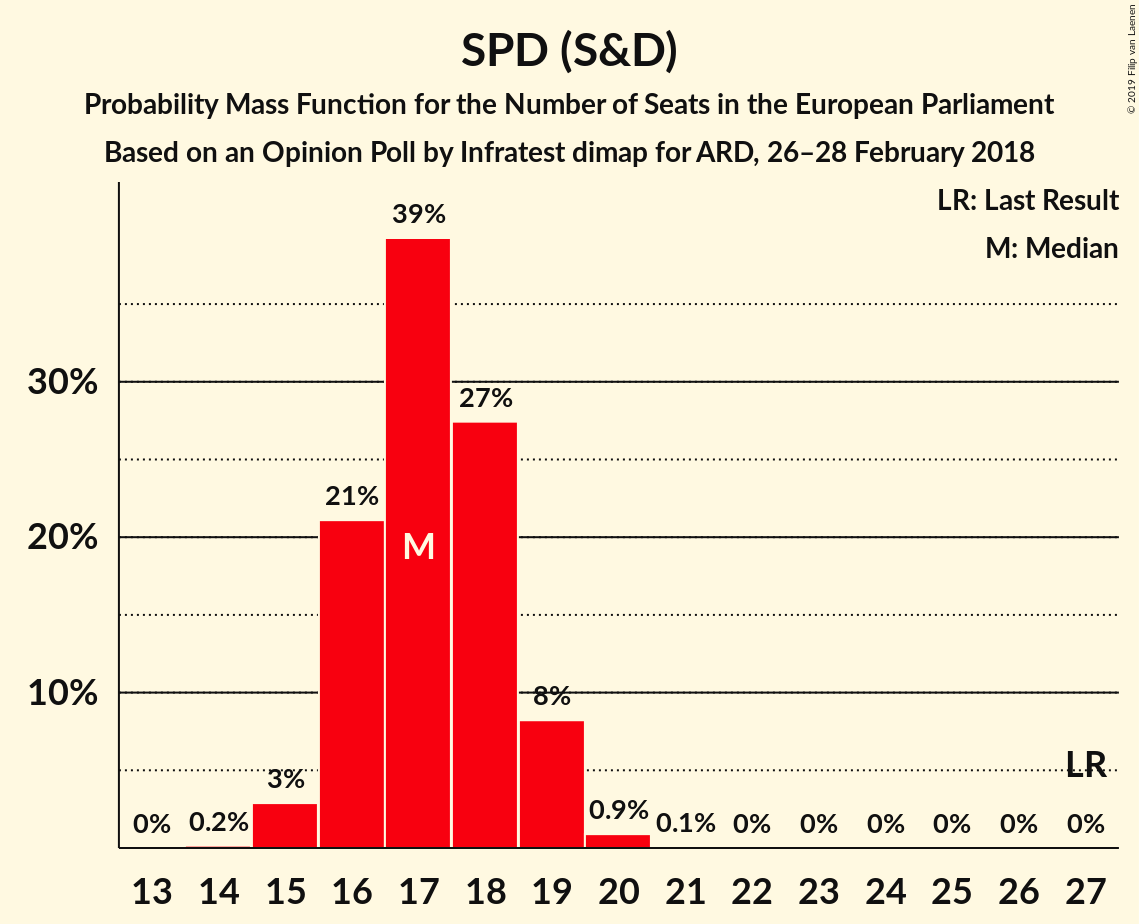 SPD (S&D)
Probability Mass Function for the Number of Seats in the European Parliament
Based on an Opinion Poll by Infratest dimap for ARD, 26–28 February 2018
© 2019 Filip van Laenen
LR: Last Result
M: Median
39%
30%
27%
21%
20%
M
10%
8%
LR
3%
0% 0.2% 0.9% 0.1% 0% 0% 0% 0% 0% 0%
13 14 15 16 17 18 19 20 21 22 23 24 25 26 27